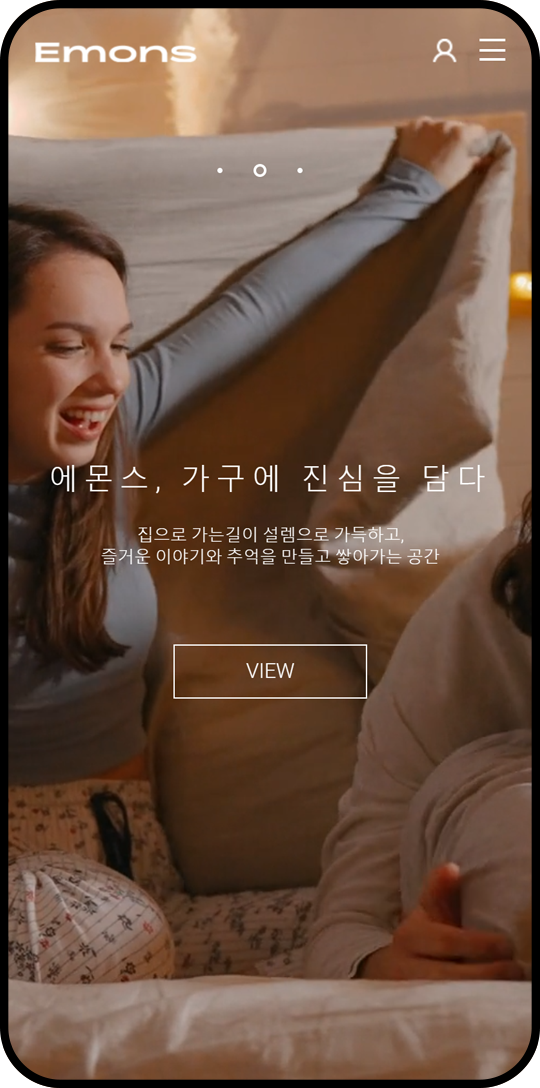 Emons
에몬스, 가구에 진심을 담다
집으로 가는길이 설렘으로 가득하고,
즐거운 이야기와 추억을 만들고 쌓아가는 공간
VIEW